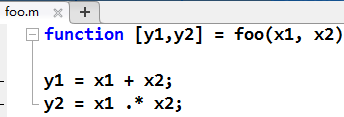 foo.m
function [y1,y2] = foo(x1, x2)
y1 = x1 + x2;
y2 = x1 .* x2;